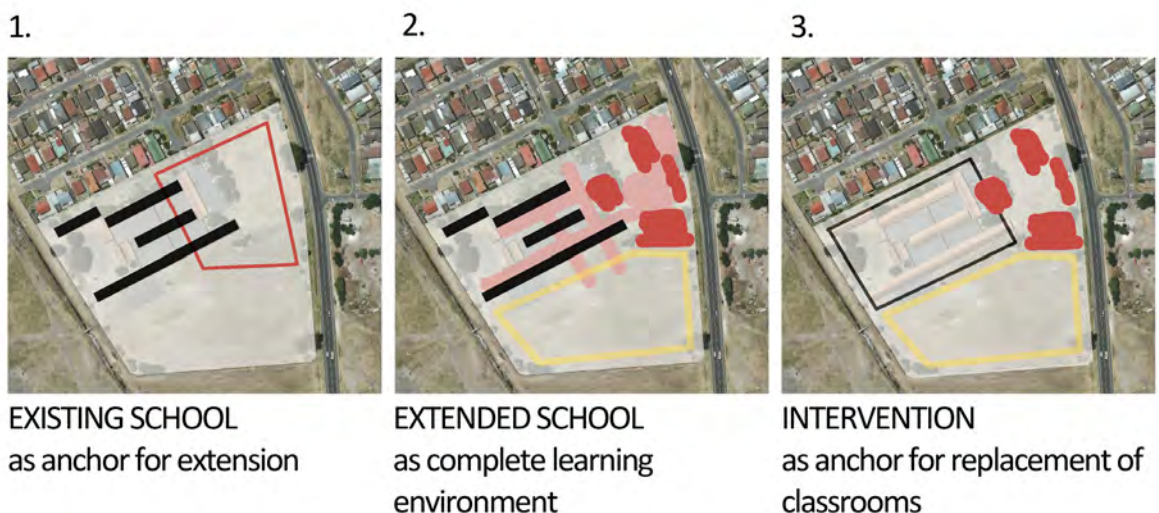 1.
2.
3.
EXISTING SCHOOL
as anchor for extension
EXTENDED SCHOOL
as complete learning
environment
INTERVENTION
as anchor for replacement of
classrooms